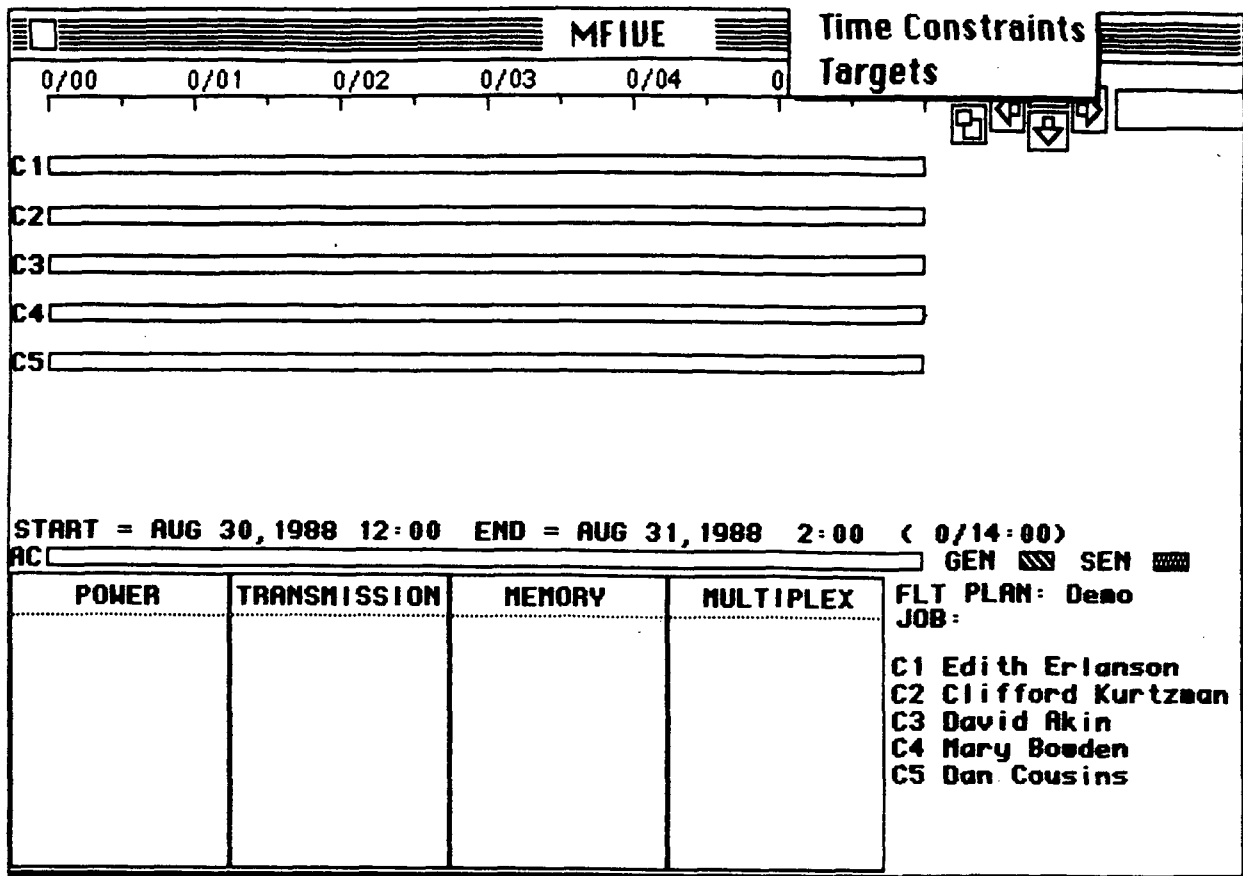 MFIVE
Time Constraints
Targets
0/00 0/01 0/02 0/03 0/04 0
C1
C2
C3
C4
C5
START = AUG 30,1988 12:00 END = AUG 31,1988 2:00 ( 0/14:00)
AC GEN SEN
POWER TRANSMISSION MEMORY MULTIPLEX
FLT PLAN: Demo
JOB:
C1 Edith Erlanson
C2 Clifford Kurtzman
C3 David Akin
C4 Mary Bowden
C5 Dan Cousins